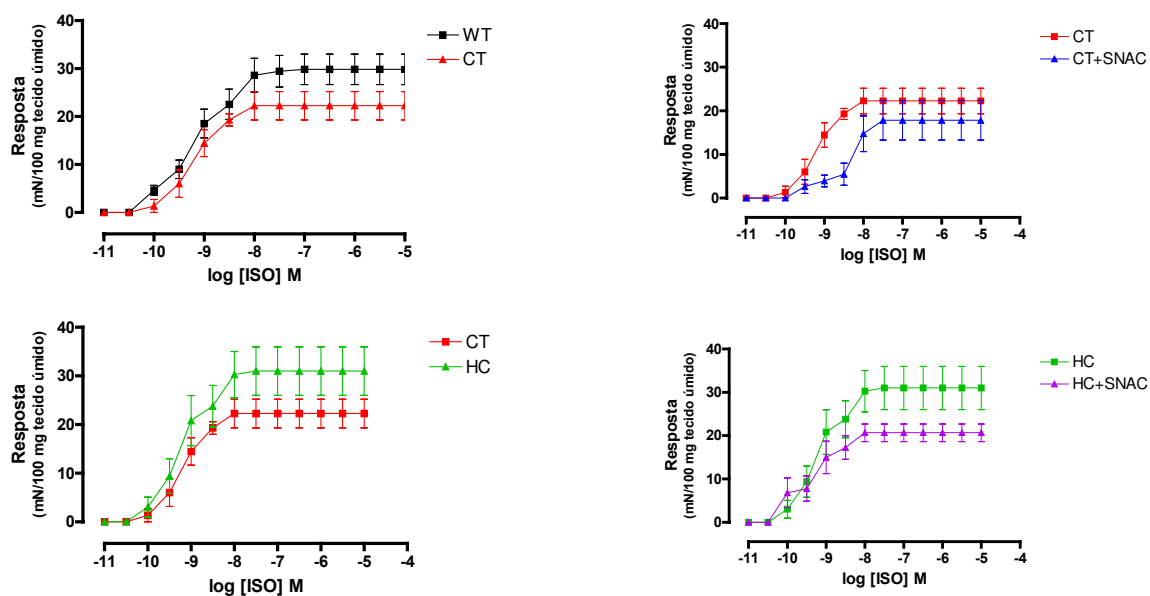 WT
CT
Resposta
(mN/100 mg tecido úmido)
40
30
20
10
0
-11 -10 -9 -8 -7 -6 -5
log [ISO] M
CT
CT+SNAC
Resposta
(mN/100 mg tecido úmido)
40
30
20
10
0
-11 -10 -9 -8 -7 -6 -5 -4
log [ISO] M
CT
HC
Resposta
(mN/100 mg tecido úmido)
40
30
20
10
0
-11 -10 -9 -8 -7 -6 -5 -4
log [ISO] M
HC
HC+SNAC
Resposta
(mN/100 mg tecido úmido)
40
30
20
10
0
-11 -10 -9 -8 -7 -6 -5 -4
log [ISO] M